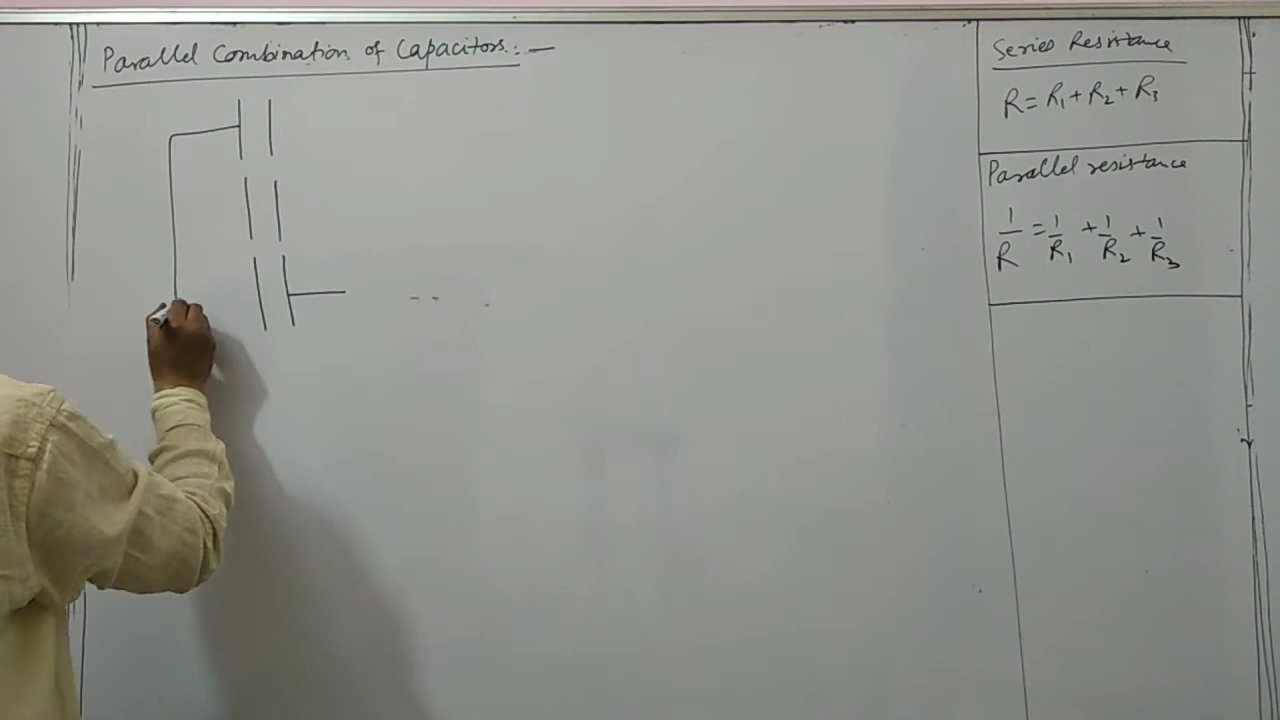 Parallel Combination of Capacitors : —
Series Resistance
R = R₁ + R₂ + R₃
Parallel resistance
1/R = 1/R₁ + 1/R₂ + 1/R₃